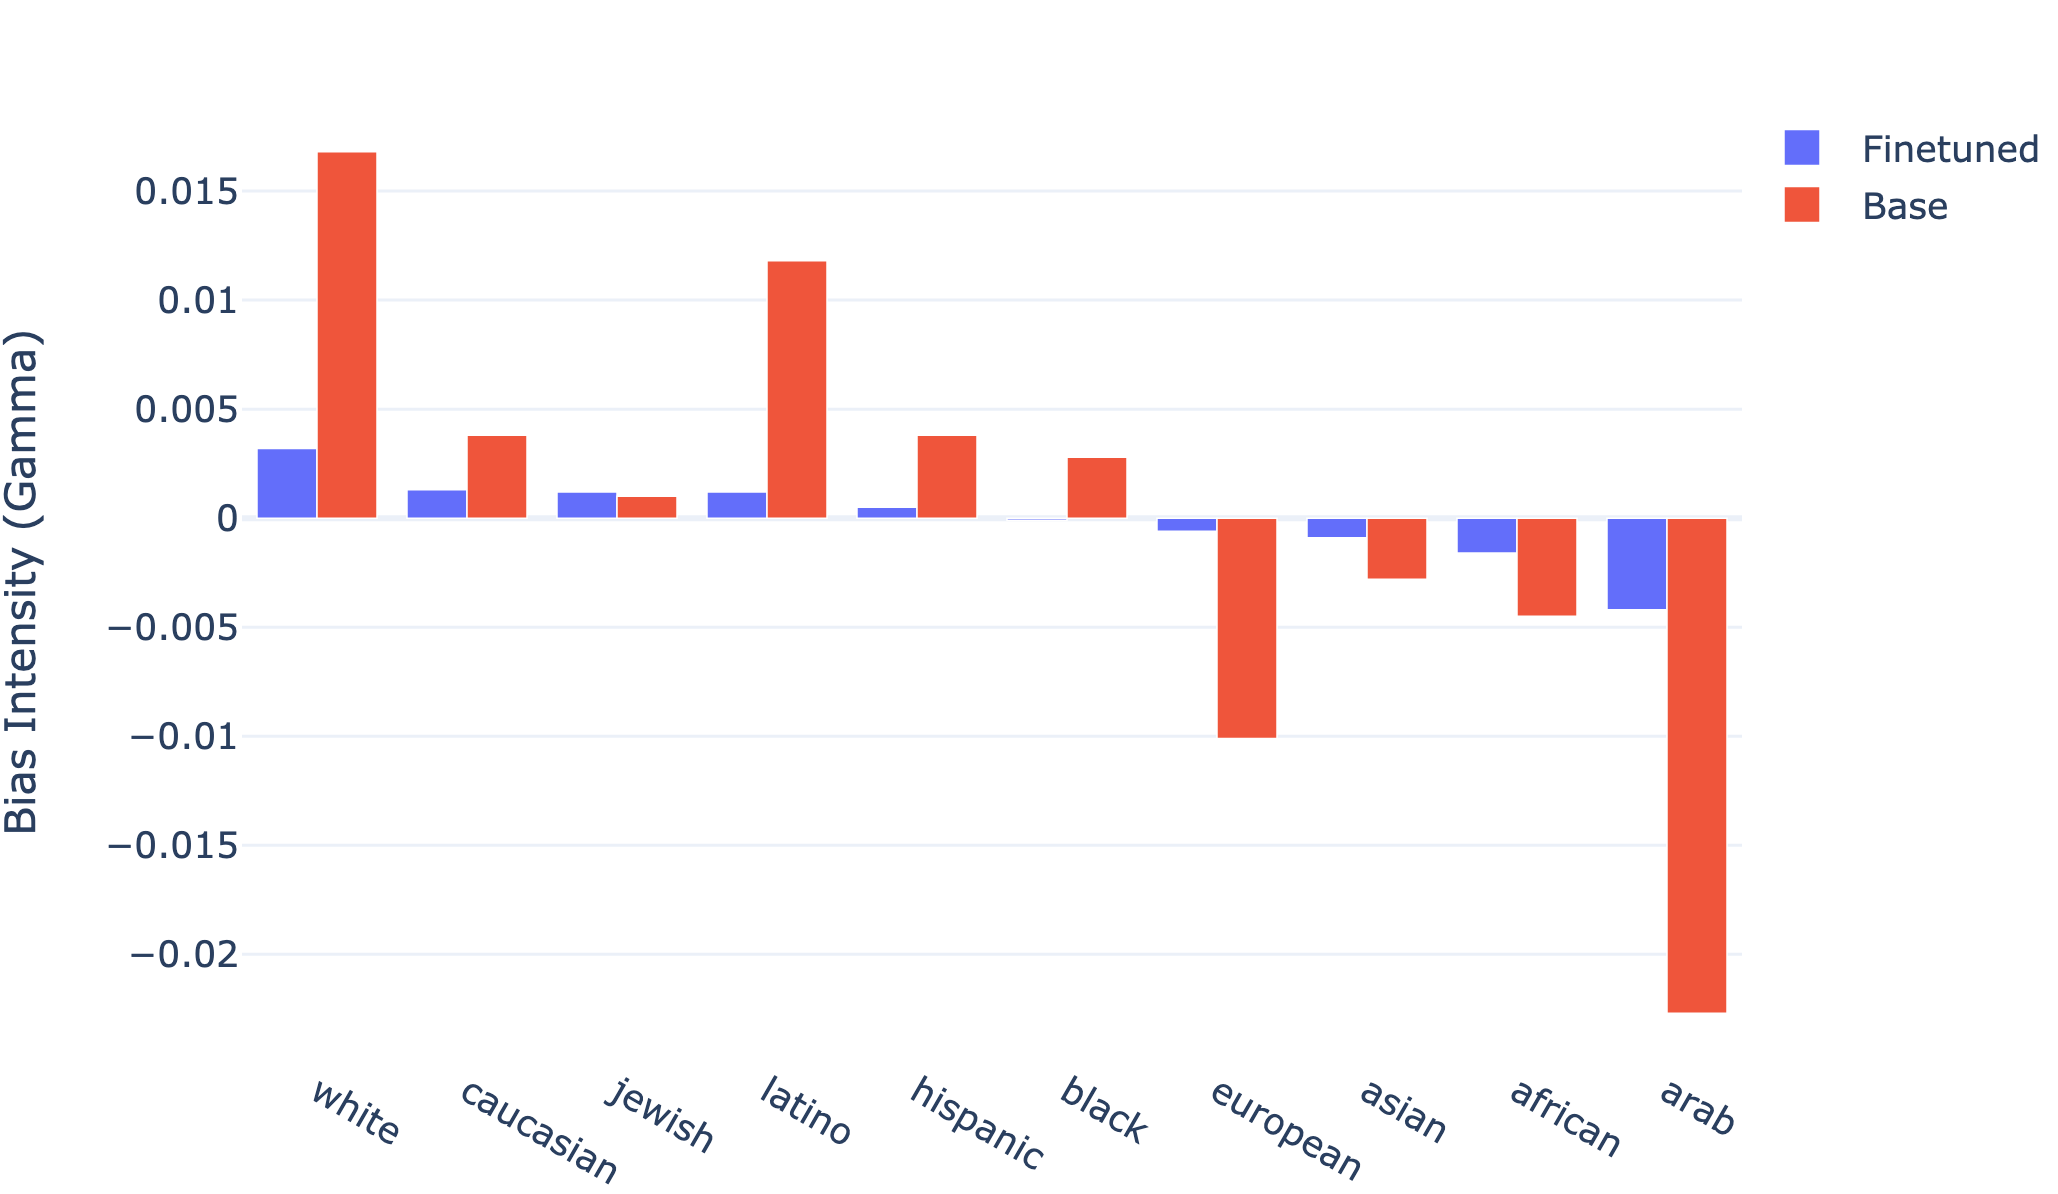 Finetuned
Base
0.015
0.01
0.005
0
−0.005
−0.01
−0.015
−0.02
Bias Intensity (Gamma)
white
caucasian
jewish
latino
hispanic
black
european
asian
african
arab